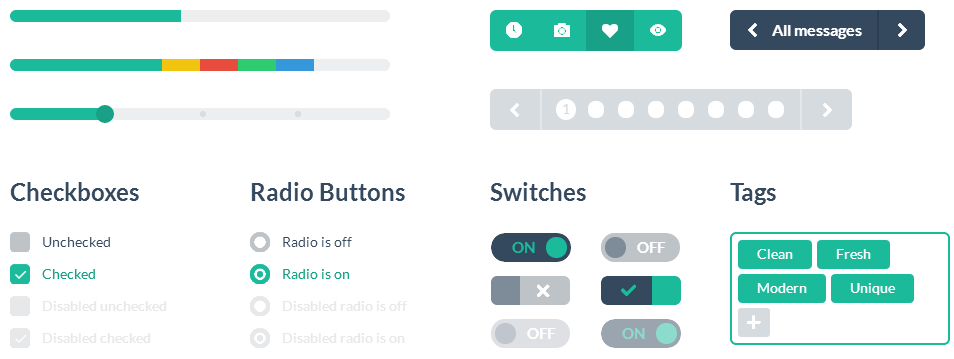 All messages
1
Checkboxes
Unchecked
Checked
Disabled unchecked
Disabled checked
Radio Buttons
Radio is off
Radio is on
Disabled radio is off
Disabled radio is on
Switches
ON
OFF
OFF
ON
Tags
Clean
Fresh
Modern
Unique